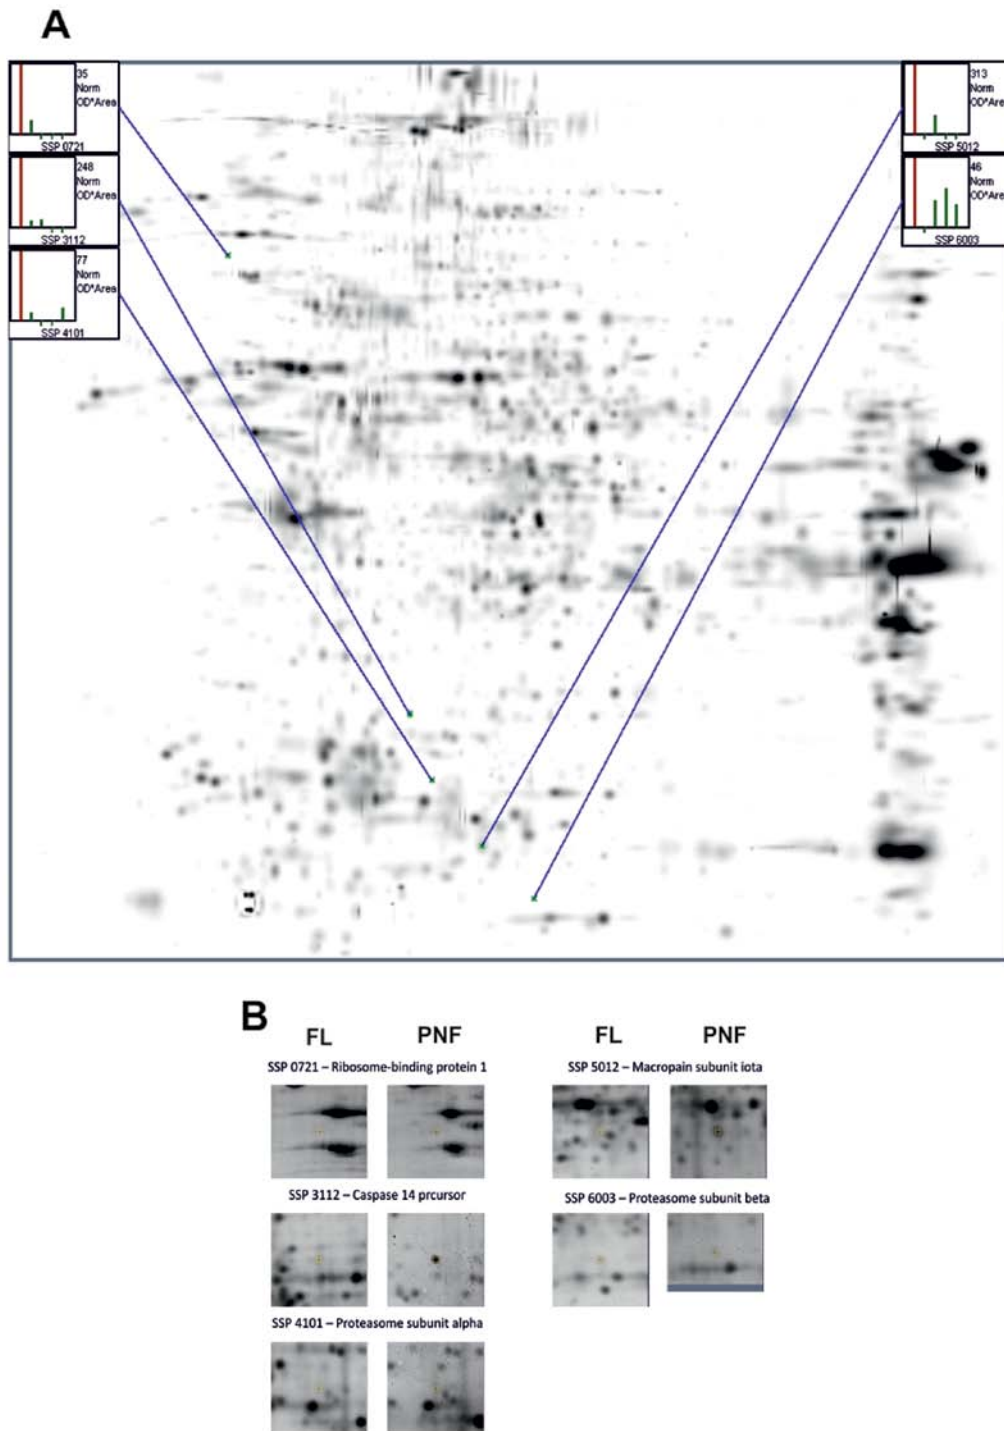 A
35
Norm
OD*Area
SSP 0721
248
Norm
OD*Area
SSP 3112
77
Norm
OD*Area
SSP 4101
313
Norm
OD*Area
SSP 5012
46
Norm
OD*Area
SSP 6003
B
FL PNF
SSP 0721 – Ribosome-binding protein 1
SSP 3112 – Caspase 14 prcursor
SSP 4101 – Proteasome subunit alpha
FL PNF
SSP 5012 – Macropain subunit iota
SSP 6003 – Proteasome subunit beta